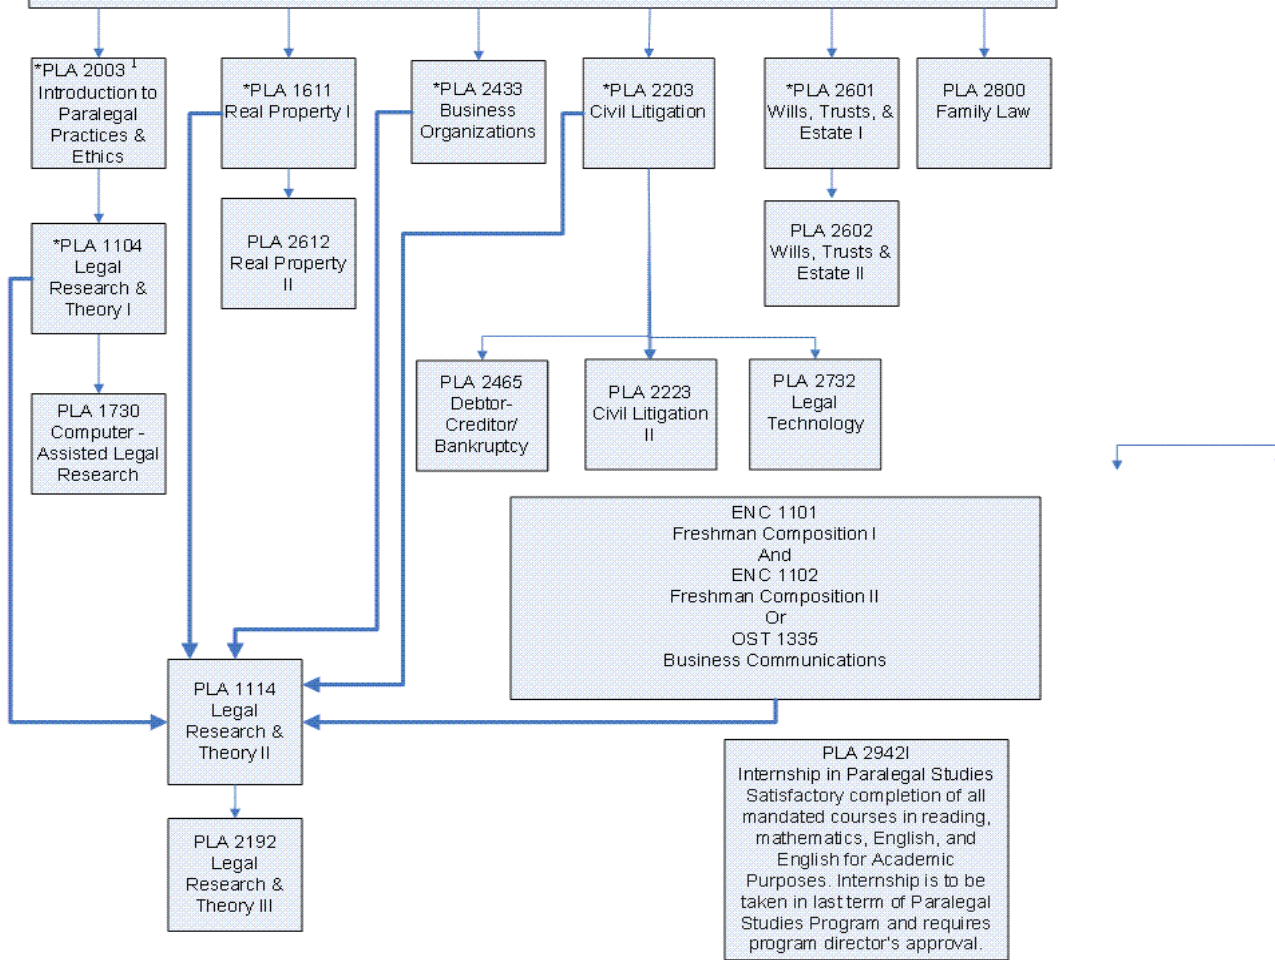 *PLA 2003 1
Introduction to
Paralegal
Practices &
Ethics
*PLA 1611
Real Property I
*PLA 2433
Business
Organizations
*PLA 2203
Civil Litigation
*PLA 2601
Wills, Trusts, &
Estate I
PLA 2800
Family Law
*PLA 1104
Legal
Research &
Theory I
PLA 2612
Real Property
II
PLA 2602
Wills, Trusts &
Estate II
PLA 1730
Computer -
Assisted Legal
Research
PLA 2465
Debtor-
Creditor/
Bankruptcy
PLA 2223
Civil Litigation
II
PLA 2732
Legal
Technology
ENC 1101
Freshman Composition I
And
ENC 1102
Freshman Composition II
Or
OST 1335
Business Communications
PLA 1114
Legal
Research &
Theory II
PLA 2192
Legal
Research &
Theory III
PLA 2942I
Internship in Paralegal Studies
Satisfactory completion of all
mandated courses in reading,
mathematics, English, and
English for Academic
Purposes. Internship is to be
taken in last term of Paralegal
Studies Program and requires
program director's approval.